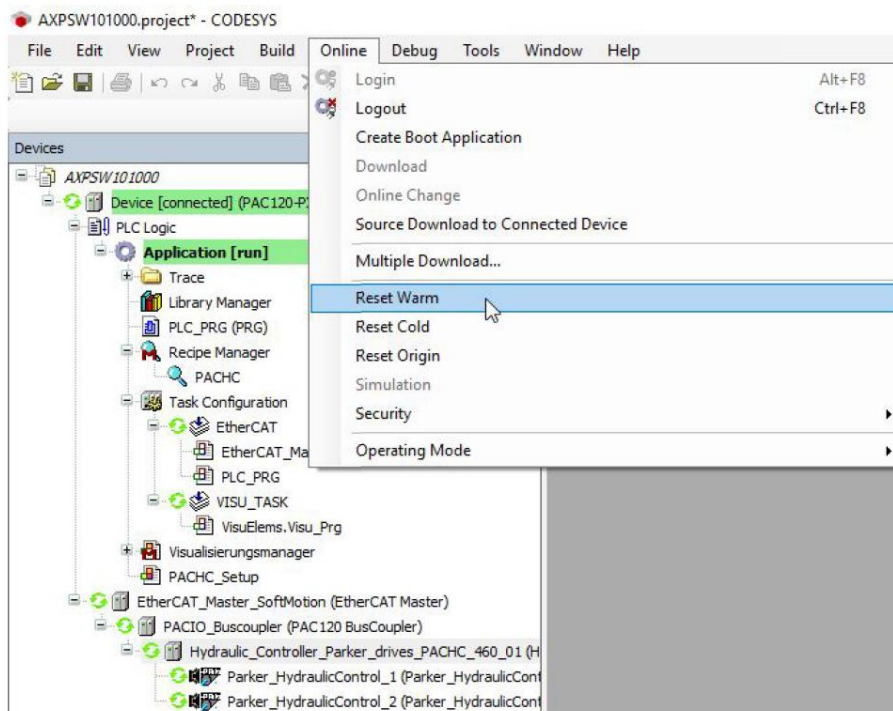 AXPSW101000.project* - CODESYS
File Edit View Project Build Online Debug Tools Window Help
Login Alt+F8
Logout Ctrl+F8
Create Boot Application
Download
Online Change
Source Download to Connected Device
Multiple Download...
Reset Warm
Reset Cold
Reset Origin
Simulation
Security
Operating Mode
Devices
AXPSW101000
Device [connected] (PAC120-P
PLC Logic
Application [run]
Trace
Library Manager
PLC_PRG (PRG)
Recipe Manager
PACHC
Task Configuration
EtherCAT
EtherCAT_Ma
PLC_PRG
VISU_TASK
VisuElems.Visu_Prg
Visualisierungsmanager
PACHC_Setup
EtherCAT_Master_SoftMotion (EtherCAT Master)
PACIO_Buscoupler (PAC120 BusCoupler)
Hydraulic_Controller_Parker_drives_PACHC_460_01 (H
Parker_HydraulicControl_1 (Parker_HydraulicCont
Parker_HydraulicControl_2 (Parker_HydraulicCont